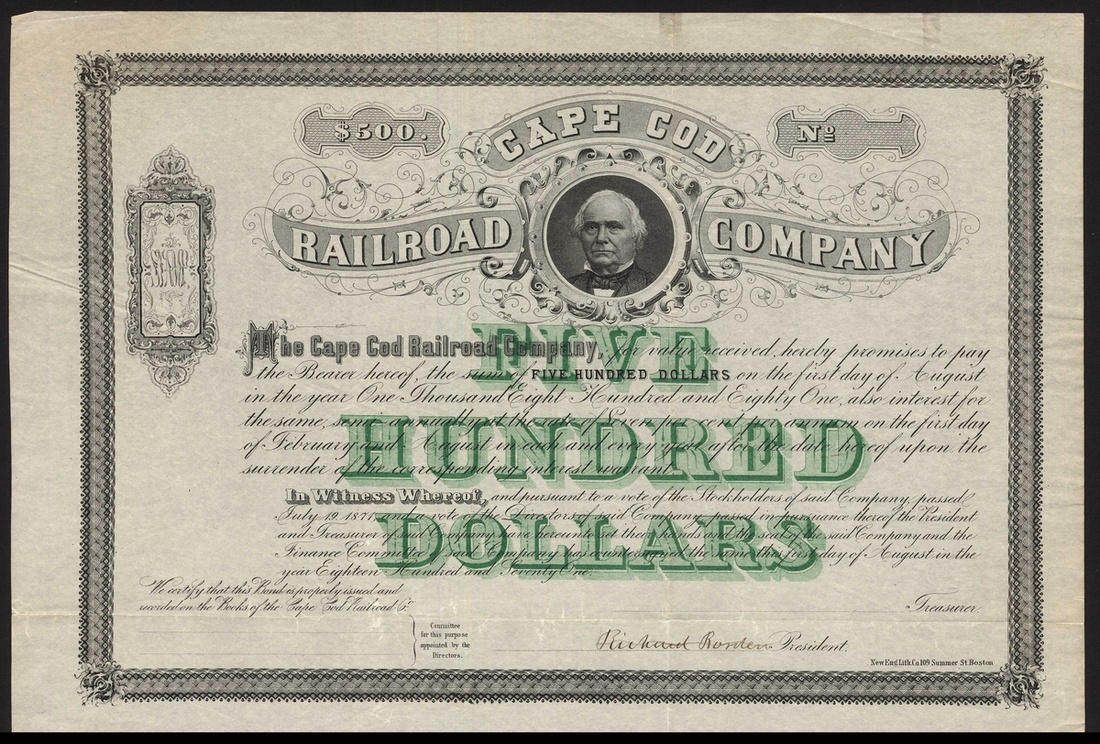 $500.
CAPE COD
No
RAILROAD COMPANY
The Cape Cod Railroad Company, for value received, hereby promises to pay
the Bearer hereof, the sum of FIVE HUNDRED DOLLARS on the first day of August
in the year One Thousand Eight Hundred and Eighty One, also interest for
the same, semi annually at the rate of Seven per cent per annum on the first day
of February and August in each and every year after the date hereof upon the
surrender of the corresponding interest warrant.
FIVE
HUNDRED
DOLLARS
In Witness Whereof, and pursuant to a vote of the Stockholders of said Company, passed
July 19. 1871 and a vote of the Directors of said Company passed in pursuance thereof the President
and Treasurer of said Company have hereunto set their hands and the seal of the said Company and the
Finance Committee of said Company has countersigned the same this first day of August in the
year Eighteen Hundred and Seventy One.
We certify that this Bond is properly issued and
recorded on the Books of the Cape Cod Railroad Co.
Treasurer.
Committee
for this purpose
appointed by the
Directors.
Richard Borden President.
New Eng. Lith. Co 109 Summer St. Boston